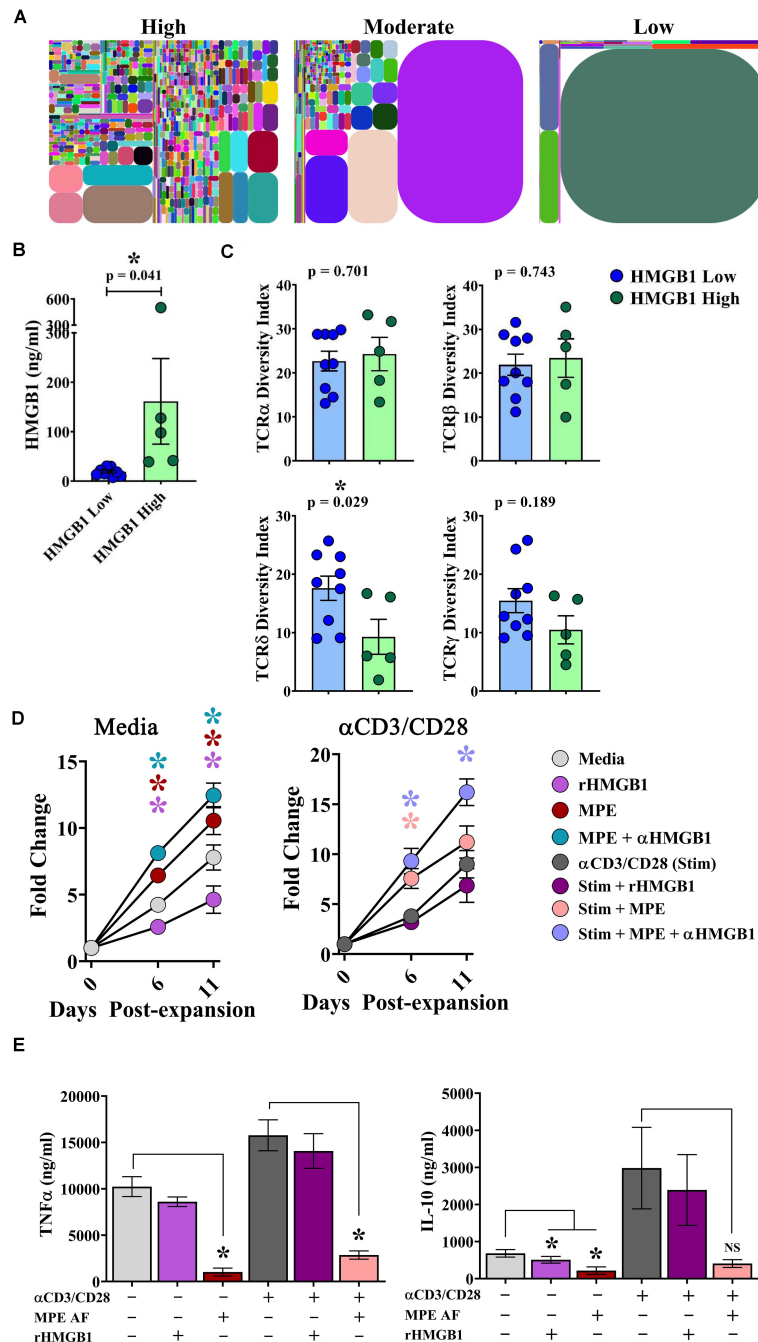 A
High Moderate Low
B
*
p = 0.041
600
300
300
200
100
0
HMGB1 (ng/ml)
HMGB1 Low
HMGB1 High
C
p = 0.701
40
30
20
10
0
TCRα Diversity Index
p = 0.743
40
30
20
10
0
TCRβ Diversity Index
HMGB1 Low
HMGB1 High
*
p = 0.029
30
20
10
0
TCRδ Diversity Index
p = 0.189
30
20
10
0
TCRγ Diversity Index
D
Media
* * *
* * *
15
10
5
0
Fold Change
0 6 11
Days Post-expansion
αCD3/CD28
* * *
20
15
10
5
0
Fold Change
0 6 11
Days Post-expansion
Media
rHMGB1
MPE
MPE + αHMGB1
αCD3/CD28 (Stim)
Stim + rHMGB1
Stim + MPE
Stim + MPE + αHMGB1
E
20000
15000
10000
5000
0
TNFα (ng/ml)
* *
αCD3/CD28 – – – + + +
MPE AF – – + – – +
rHMGB1 – + – – + –
5000
4000
3000
2000
1000
0
IL-10 (ng/ml)
* * NS
αCD3/CD28 – – – + + +
MPE AF – – + – – +
rHMGB1 – + – – + –